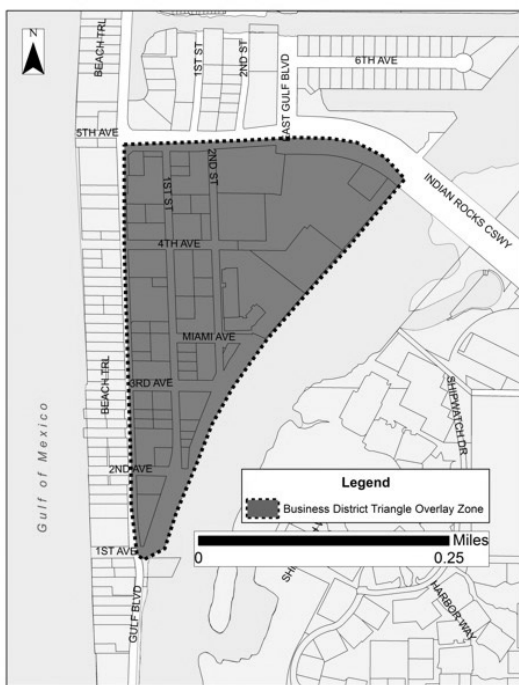 N
BEACH TRL
1ST ST
2ND ST
EAST GULF BLVD
6TH AVE
5TH AVE
INDIAN ROCKS CSWY
1ST ST
2ND ST
4TH AVE
MIAMI AVE
BEACH TRL
3RD AVE
SHIPWATCH DR
Gulf of Mexico
2ND AVE
Legend
Business District Triangle Overlay Zone
Miles
0
0.25
1ST AVE
GULF BLVD
HARBOR WAY